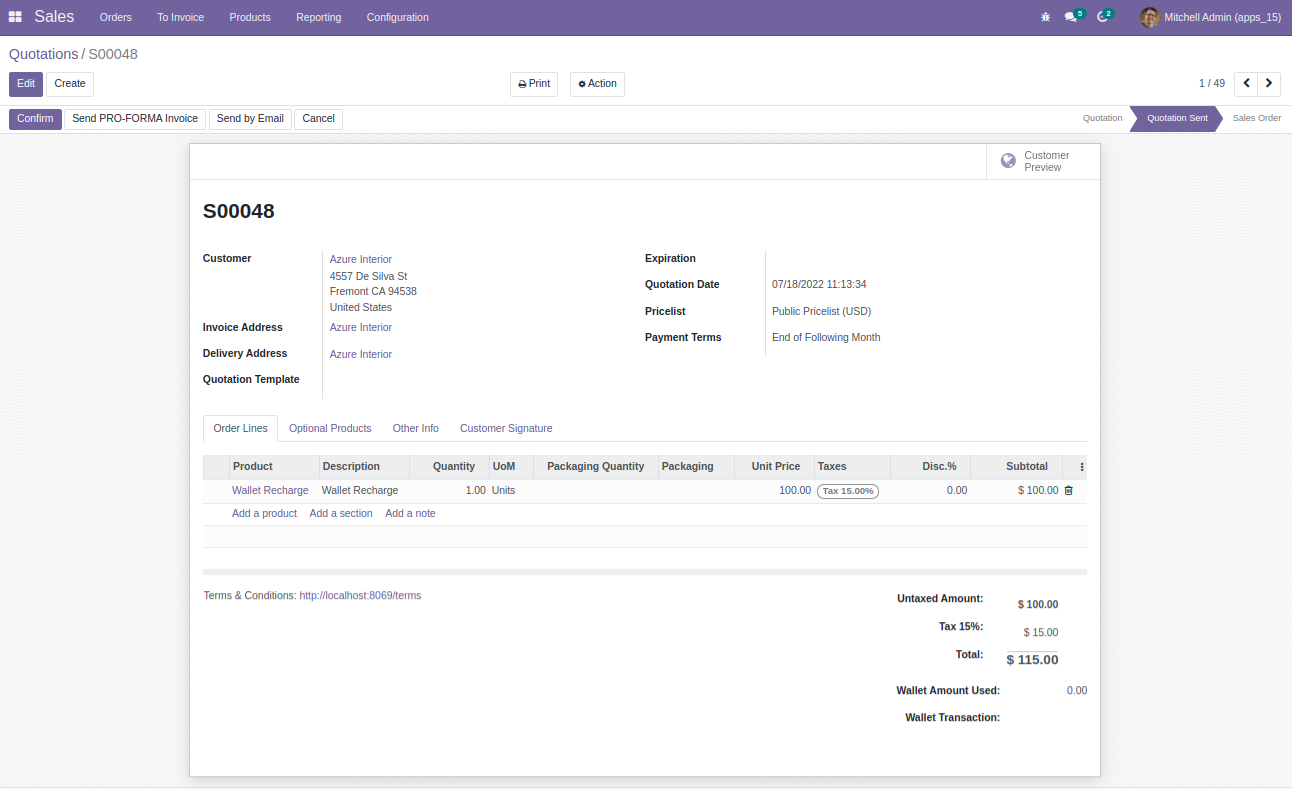 Sales Orders To Invoice Products Reporting Configuration 5 2 Mitchell Admin (apps_15)
Quotations / S00048
Edit Create Print Action 1 / 49
Confirm Send PRO-FORMA Invoice Send by Email Cancel Quotation Quotation Sent Sales Order
Customer
Preview
S00048
Customer Azure Interior
4557 De Silva St
Fremont CA 94538
United States
Invoice Address Azure Interior
Delivery Address Azure Interior
Quotation Template
Expiration
Quotation Date 07/18/2022 11:13:34
Pricelist Public Pricelist (USD)
Payment Terms End of Following Month
Order Lines Optional Products Other Info Customer Signature
Product Description Quantity UoM Packaging Quantity Packaging Unit Price Taxes Disc.% Subtotal
Wallet Recharge Wallet Recharge 1.00 Units 100.00 Tax 15.00% 0.00 $ 100.00
Add a product Add a section Add a note
Terms & Conditions: http://localhost:8069/terms
Untaxed Amount: $ 100.00
Tax 15%: $ 15.00
Total: $ 115.00
Wallet Amount Used: 0.00
Wallet Transaction: